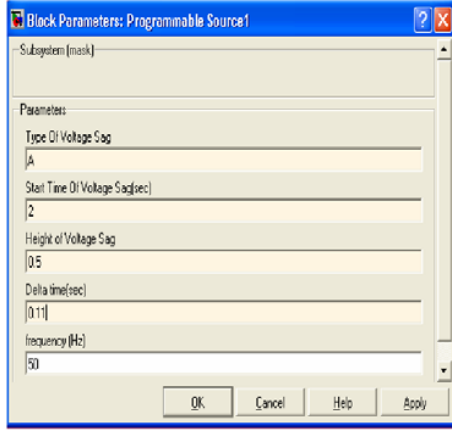 Block Parameters: Programmable Source1
Subsystem (mask)
Parameters
Type Of Voltage Sag
A
Start Time Of Voltage Sag(sec)
2
Height of Voltage Sag
0.5
Delta time(sec)
0.11
frequency (Hz)
50
OK Cancel Help Apply